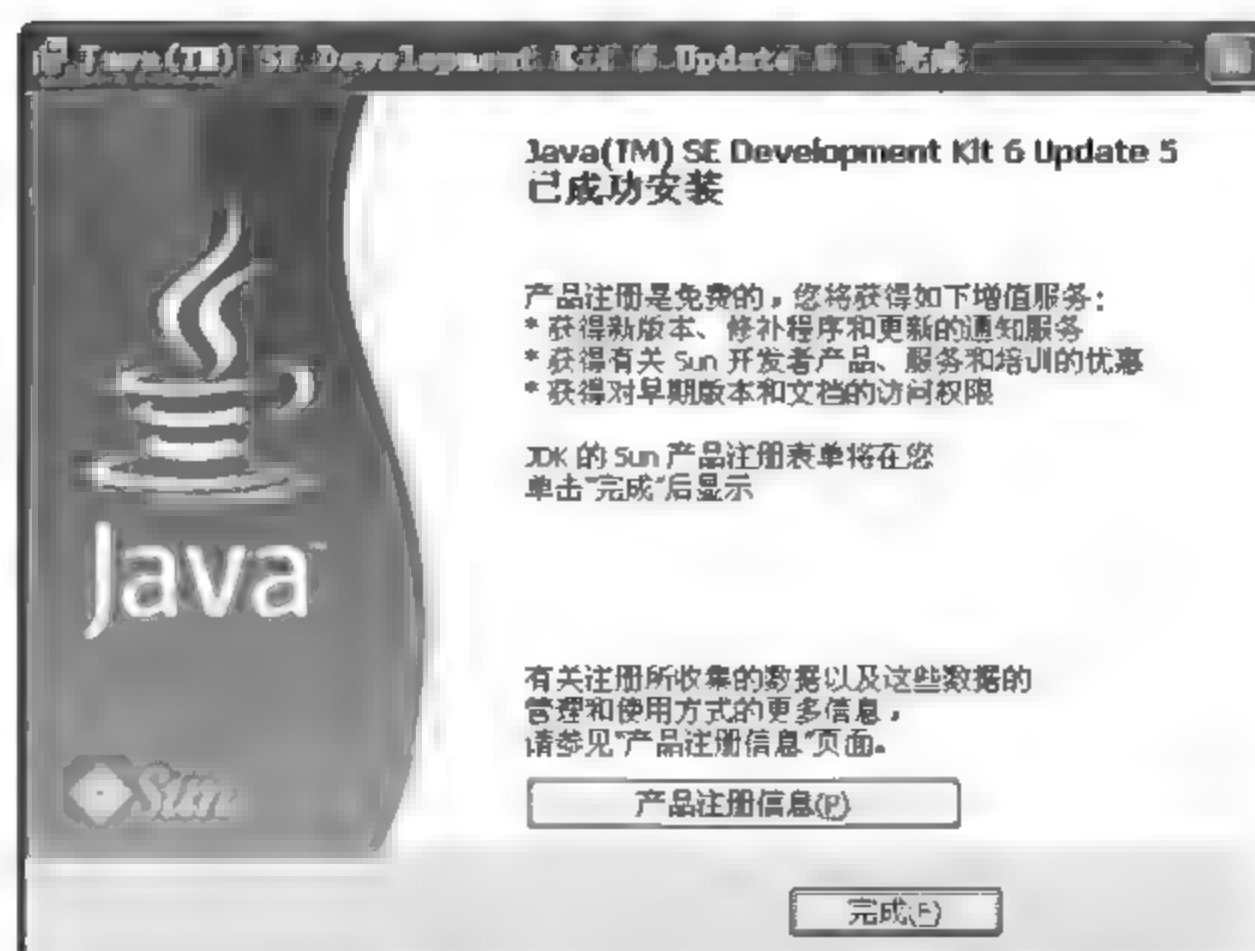 Java(TM) SE Development Kit 6 Update 5 完成
Java(TM) SE Development Kit 6 Update 5
已成功安装
产品注册是免费的，您将获得如下增值服务：
* 获得新版本、修补程序和更新的通知服务
* 获得有关 Sun 开发者产品、服务和培训的优惠
* 获得对早期版本和文档的访问权限
JDK 的 Sun 产品注册表单将在您
单击"完成"后显示
Java
有关注册所收集的数据以及这些数据的
管理和使用方式的更多信息，
请参见"产品注册信息"页面。
Sun
产品注册信息(P)
完成(F)